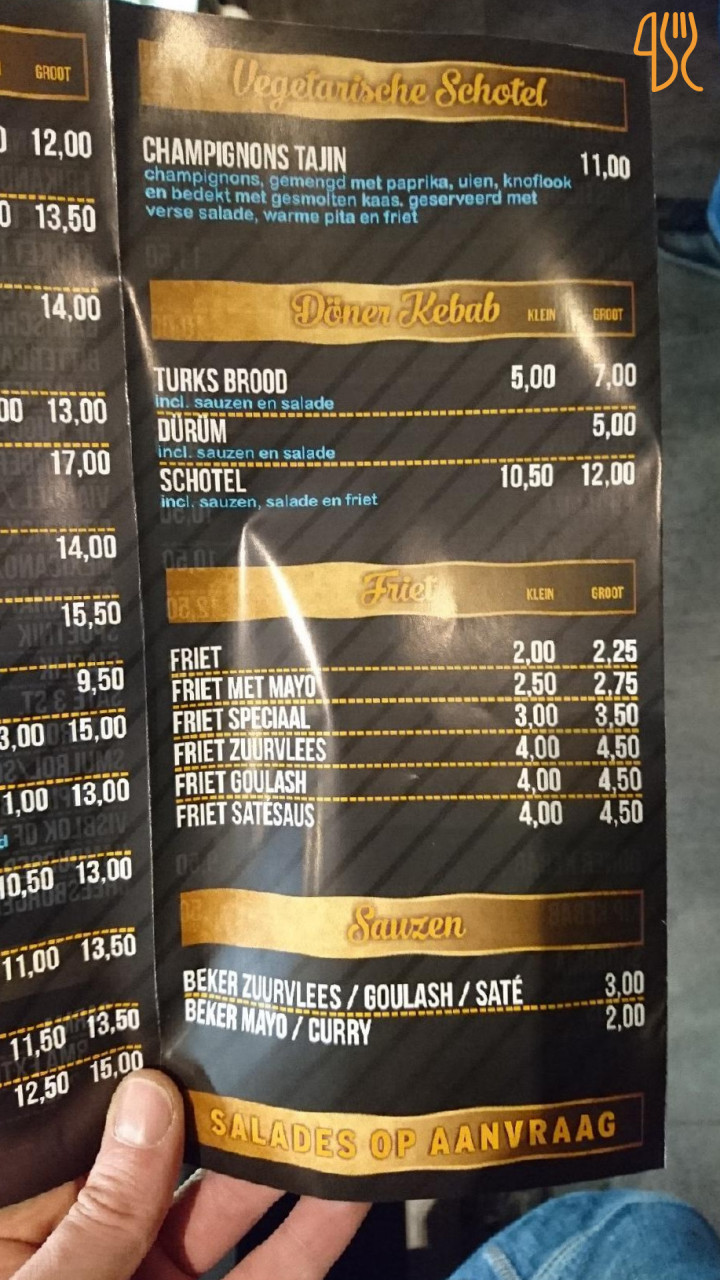 GROOT
12,00
13,50
14,00
13,00
17,00
14,00
15,50
9,50
3,00 15,00
1,00 13,00
10,50 13,00
11,00 13,50
11,50 13,50
12,50 15,00
Vegetarische Schotel
CHAMPIGNONS TAJIN 11,00
champignons, gemengd met paprika, uien, knoflook
en bedekt met gesmolten kaas. geserveerd met
verse salade, warme pita en friet
Döner Kebab KLEIN GROOT
TURKS BROOD 5,00 7,00
incl. sauzen en salade
DÜRÜM 5,00
incl. sauzen en salade
SCHOTEL 10,50 12,00
incl. sauzen, salade en friet
Friet KLEIN GROOT
FRIET 2,00 2,25
FRIET MET MAYO 2,50 2,75
FRIET SPECIAAL 3,00 3,50
FRIET ZUURVLEES 4,00 4,50
FRIET GOULASH 4,00 4,50
FRIET SATÉSAUS 4,00 4,50
Sauzen
BEKER ZUURVLEES / GOULASH / SATÉ 3,00
BEKER MAYO / CURRY 2,00
SALADES OP AANVRAAG